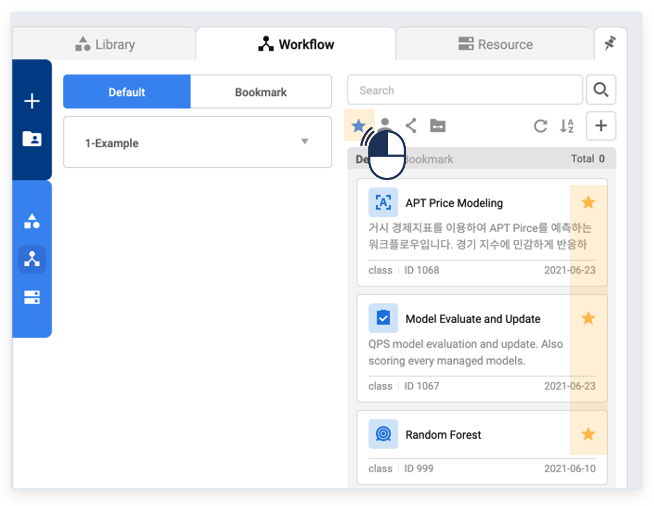 Library
Workflow
Resource
Default
Bookmark
Search
1-Example
Bookmark
Total 0
APT Price Modeling
거시 경제지표를 이용하여 APT Pirce를 예측하는
워크플로우입니다. 경기 지수에 민감하게 반응하
class
ID 1068
2021-06-23
Model Evaluate and Update
QPS model evaluation and update. Also
scoring every managed models.
class
ID 1067
2021-06-23
Random Forest
class
ID 999
2021-06-10